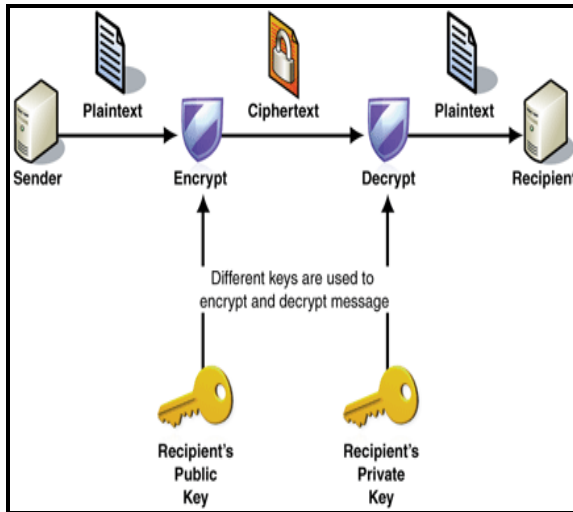 Plaintext
Ciphertext
Plaintext
Sender
Encrypt
Decrypt
Recipient
Different keys are used to
encrypt and decrypt message
Recipient's
Public
Key
Recipient's
Private
Key